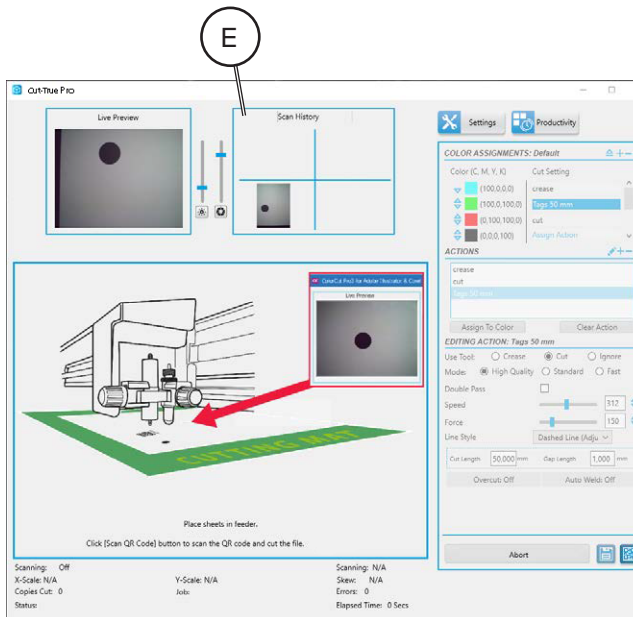 E
Cut-True Pro
Live Preview
Scan History
Settings
Productivity
COLOR ASSIGNMENTS: Default
Color (C, M, Y, K) Cut Setting
(100,0,0,0) crease
(100,0,100,0) Tags 50 mm
(0,100,100,0) cut
(0,0,0,100) Assign Action
ACTIONS
crease
cut
Tags 50 mm
Assign To Color Clear Action
EDITING ACTION: Tags 50 mm
Use Tool: Crease Cut Ignore
Mode: High Quality Standard Fast
Double Pass
Speed 312
Force 150
Line Style Dashed Line (Adju
Cut Length 50,000 mm Gap Length 1,000 mm
Overcut: Off Auto Weld: Off
Abort
Live Preview
CUTTING MAT
Place sheets in feeder.
Click [Scan QR Code] button to scan the QR code and cut the file.
Scanning: Off Scanning: N/A
X-Scale: N/A Y-Scale: N/A Skew: N/A
Copies Cut: 0 Job: Errors: 0
Status: Elapsed Time: 0 Secs